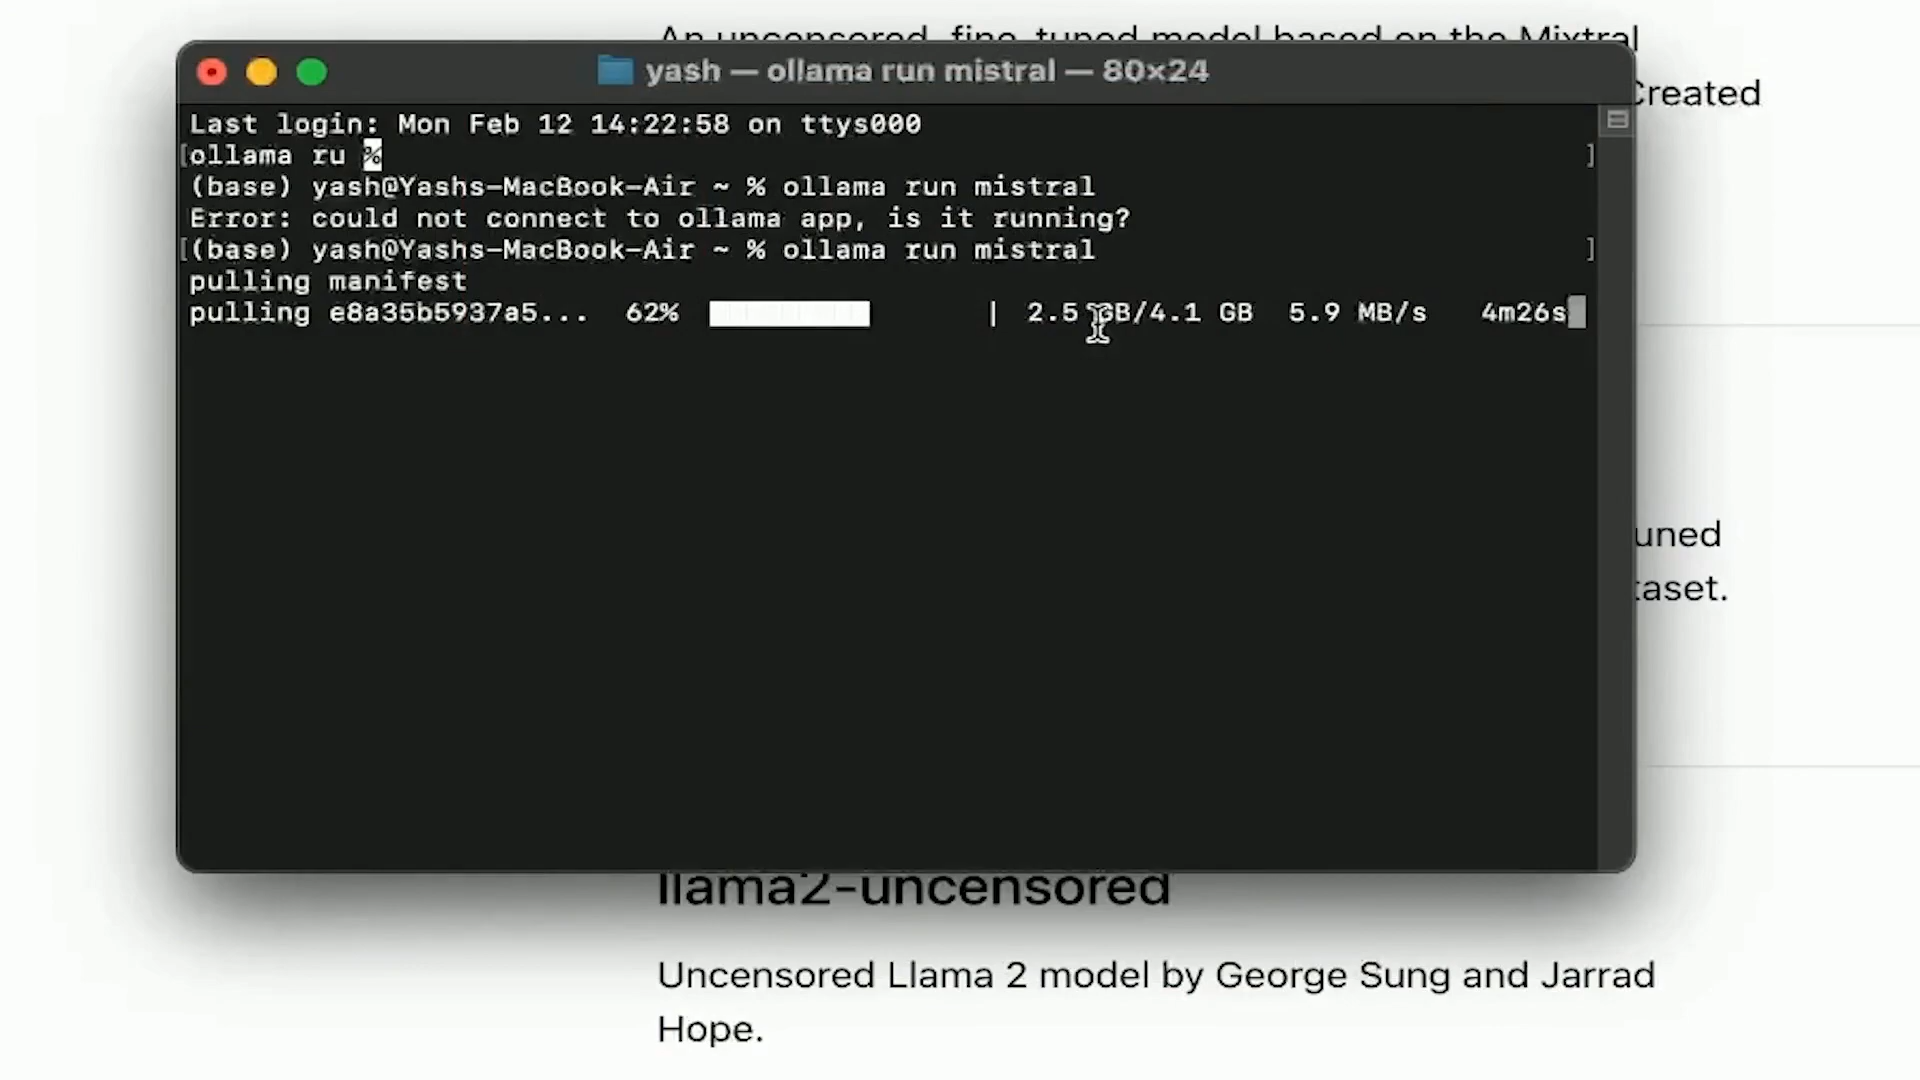 An uncensored, fine-tuned model based on the Mixtral
Created
yash — ollama run mistral — 80×24
Last login: Mon Feb 12 14:22:58 on ttys000
[ollama ru % ]
(base) yash@Yashs-MacBook-Air ~ % ollama run mistral
Error: could not connect to ollama app, is it running?
[(base) yash@Yashs-MacBook-Air ~ % ollama run mistral ]
pulling manifest
pulling e8a35b5937a5... 62% | 2.5 GB/4.1 GB 5.9 MB/s 4m26s
uned
taset.
llama2-uncensored
Uncensored Llama 2 model by George Sung and Jarrad
Hope.